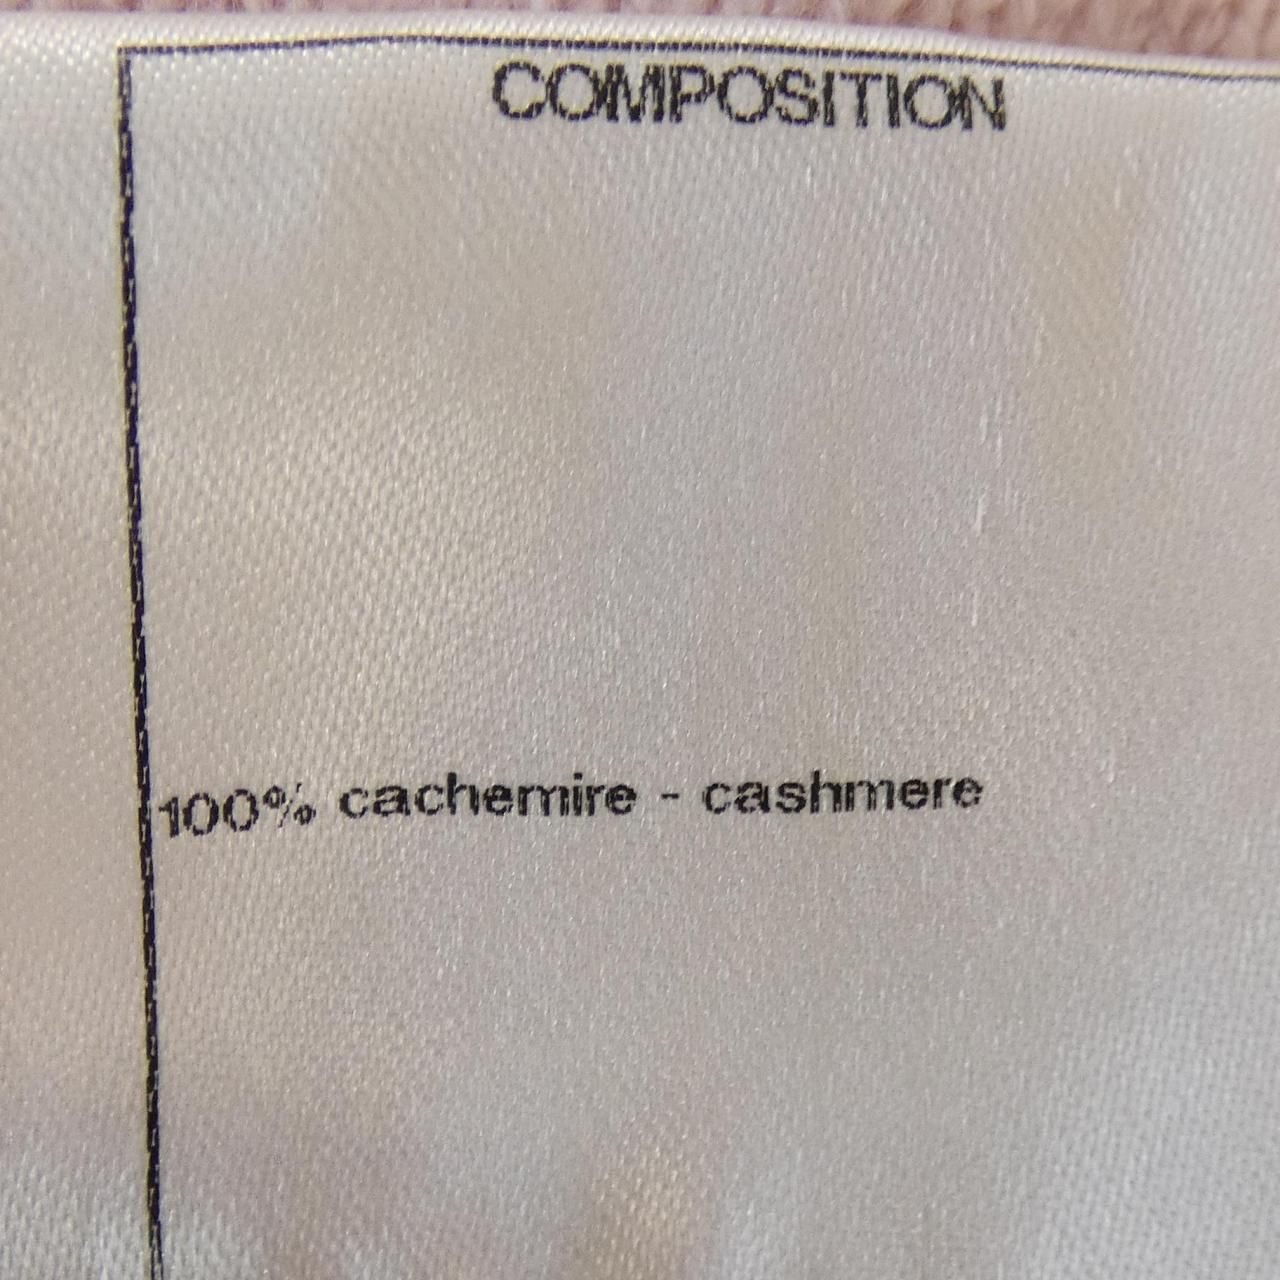 COMPOSITION
100% cachemire - cashmere